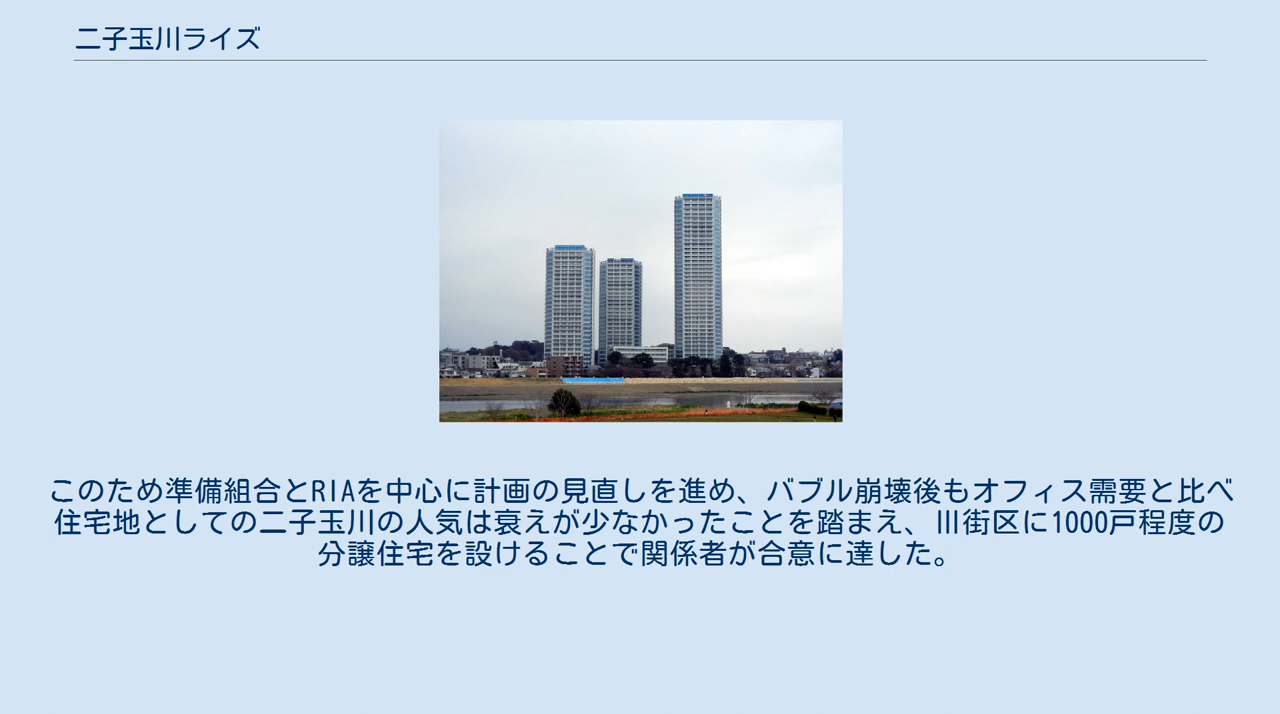 二子玉川ライズ
このため準備組合とRIAを中心に計画の見直しを進め、バブル崩壊後もオフィス需要と比べ
住宅地としての二子玉川の人気は衰えが少なかったことを踏まえ、III街区に1000戸程度の
分譲住宅を設けることで関係者が合意に達した。